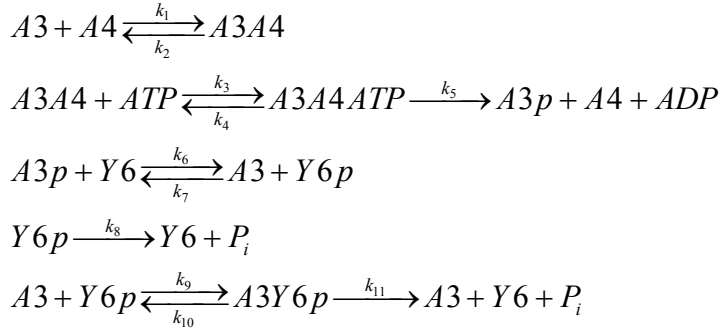 A3 + A4 ⇌ A3A4 (k₁, k₂)
A3A4 + ATP ⇌ A3A4ATP (k₃, k₄) ⟶ A3p + A4 + ADP (k₅)
A3p + Y6 ⇌ A3 + Y6p (k₆, k₇)
Y6p ⟶ Y6 + Pᵢ (k₈)
A3 + Y6p ⇌ A3Y6p (k₉, k₁₀) ⟶ A3 + Y6 + Pᵢ (k₁₁)